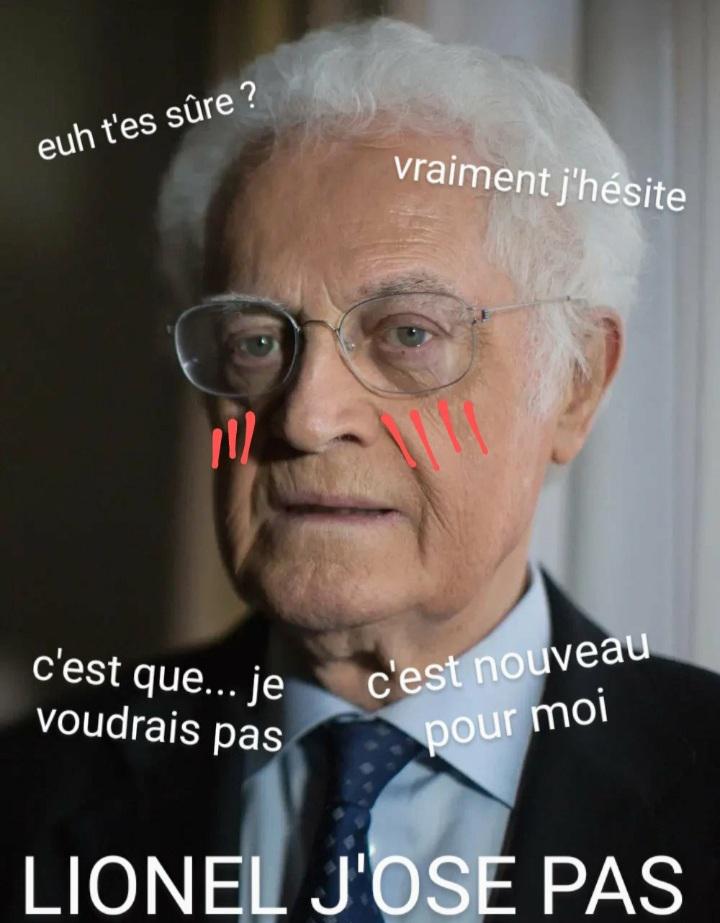 euh t'es sûre ?
vraiment j'hésite
c'est que... je
voudrais pas
c'est nouveau
pour moi
LIONEL J'OSE PAS